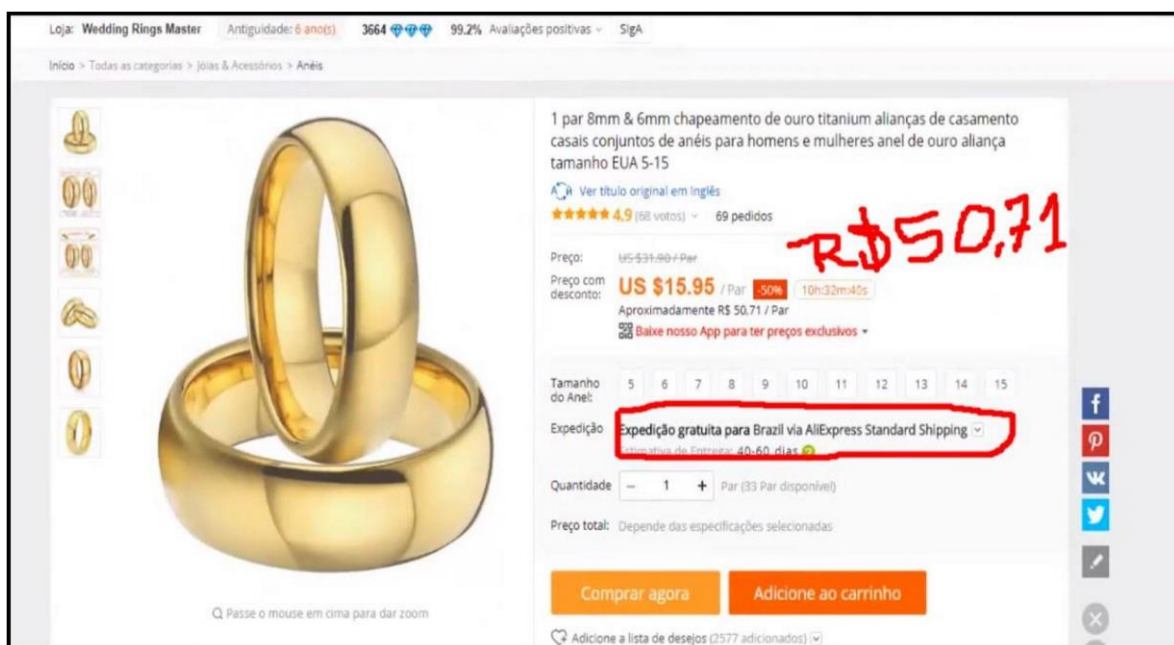 Loja: Wedding Rings Master Antiguidade: 6 ano(s) 3664 99.2% Avaliações positivas SigA
Início > Todas as categorias > Jóias & Acessórios > Anéis
1 par 8mm & 6mm chapeamento de ouro titanium alianças de casamento
casais conjuntos de anéis para homens e mulheres anel de ouro aliança
tamanho EUA 5-15
Ver título original em Inglês
4.9 (68 votos) 69 pedidos
R$50,71
Preço: US $31.90 / Par
Preço com
desconto: US $15.95 / Par -50% 10h:32m:40s
Aproximadamente R$ 50.71 / Par
Baixe nosso App para ter preços exclusivos
Tamanho
do Anel: 5 6 7 8 9 10 11 12 13 14 15
Expedição Expedição gratuita para Brazil via AliExpress Standard Shipping
Estimativa de Entrega: 40-60 dias
Quantidade − 1 + Par (33 Par disponível)
Preço total: Depende das especificações selecionadas
Comprar agora Adicione ao carrinho
Passe o mouse em cima para dar zoom
Adicione a lista de desejos (2577 adicionados)